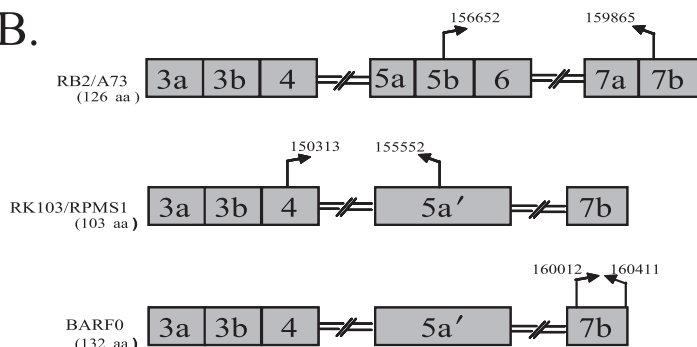 B.
156652 159865
RB2/A73 3a 3b 4 5a 5b 6 7a 7b
(126 aa)
150313 155552
RK103/RPMS1 3a 3b 4 5a′ 7b
(103 aa)
160012 160411
BARF0 3a 3b 4 5a′ 7b
(132 aa)